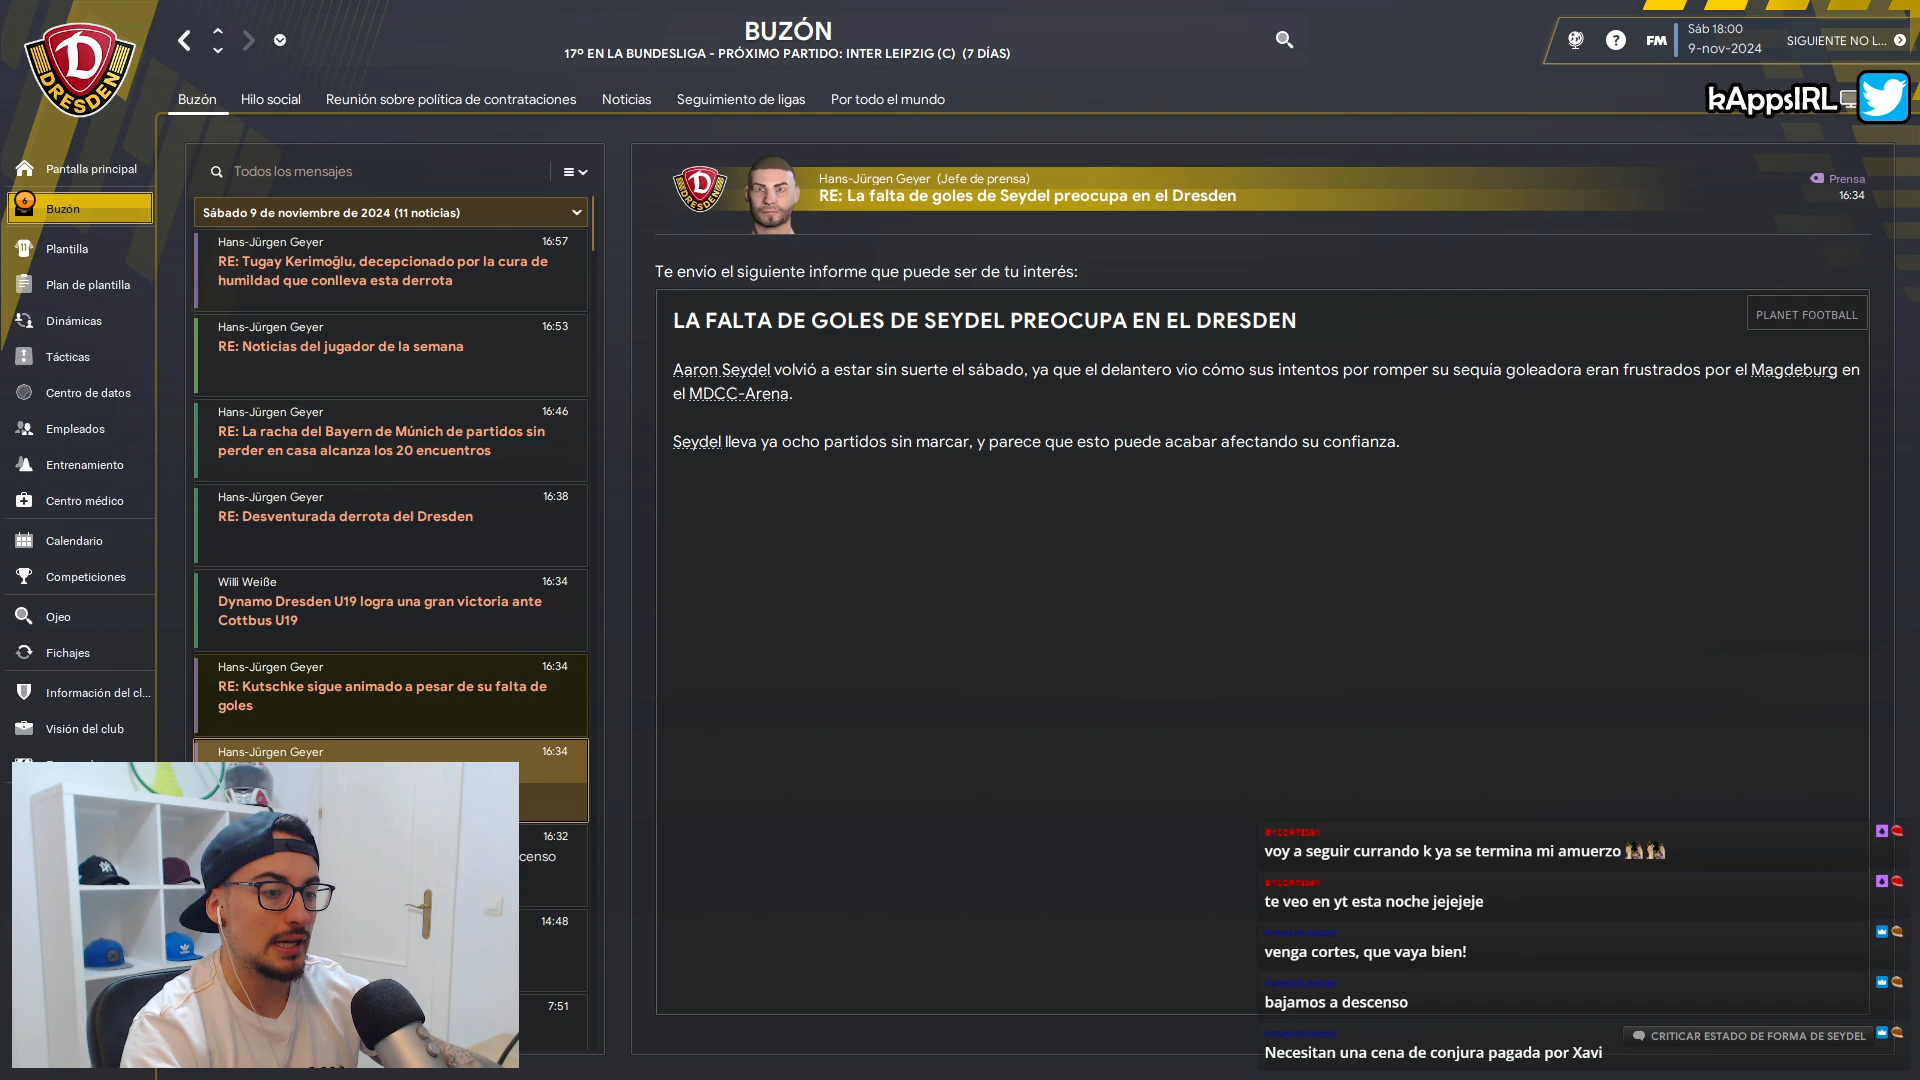 BUZÓN
17º EN LA BUNDESLIGA - PRÓXIMO PARTIDO: INTER LEIPZIG (C) (7 DÍAS)
Sáb 18:00
9-nov-2024
SIGUIENTE NO L...
FM
DRESDEN
kAppsIRL
Buzón
Hilo social
Reunión sobre política de contrataciones
Noticias
Seguimiento de ligas
Por todo el mundo
Pantalla principal
6
Buzón
Plantilla
Plan de plantilla
Dinámicas
Tácticas
Centro de datos
Empleados
Entrenamiento
Centro médico
Calendario
Competiciones
Ojeo
Fichajes
Información del cl...
Visión del club
Todos los mensajes
Sábado 9 de noviembre de 2024 (11 noticias)
Hans-Jürgen Geyer 16:57
RE: Tugay Kerimoğlu, decepcionado por la cura de
humildad que conlleva esta derrota
Hans-Jürgen Geyer 16:53
RE: Noticias del jugador de la semana
Hans-Jürgen Geyer 16:46
RE: La racha del Bayern de Múnich de partidos sin
perder en casa alcanza los 20 encuentros
Hans-Jürgen Geyer 16:38
RE: Desventurada derrota del Dresden
Willi Weiße 16:34
Dynamo Dresden U19 logra una gran victoria ante
Cottbus U19
Hans-Jürgen Geyer 16:34
RE: Kutschke sigue animado a pesar de su falta de
goles
Hans-Jürgen Geyer 16:34
16:32
censo
14:48
7:51
Hans-Jürgen Geyer (Jefe de prensa)
RE: La falta de goles de Seydel preocupa en el Dresden
Prensa
16:34
Te envío el siguiente informe que puede ser de tu interés:
LA FALTA DE GOLES DE SEYDEL PREOCUPA EN EL DRESDEN
PLANET FOOTBALL
Aaron Seydel volvió a estar sin suerte el sábado, ya que el delantero vio cómo sus intentos por romper su sequía goleadora eran frustrados por el Magdeburg en
el MDCC-Arena.
Seydel lleva ya ocho partidos sin marcar, y parece que esto puede acabar afectando su confianza.
voy a seguir currando k ya se termina mi amuerzo
te veo en yt esta noche jejejeje
venga cortes, que vaya bien!
bajamos a descenso
Necesitan una cena de conjura pagada por Xavi
CRITICAR ESTADO DE FORMA DE SEYDEL